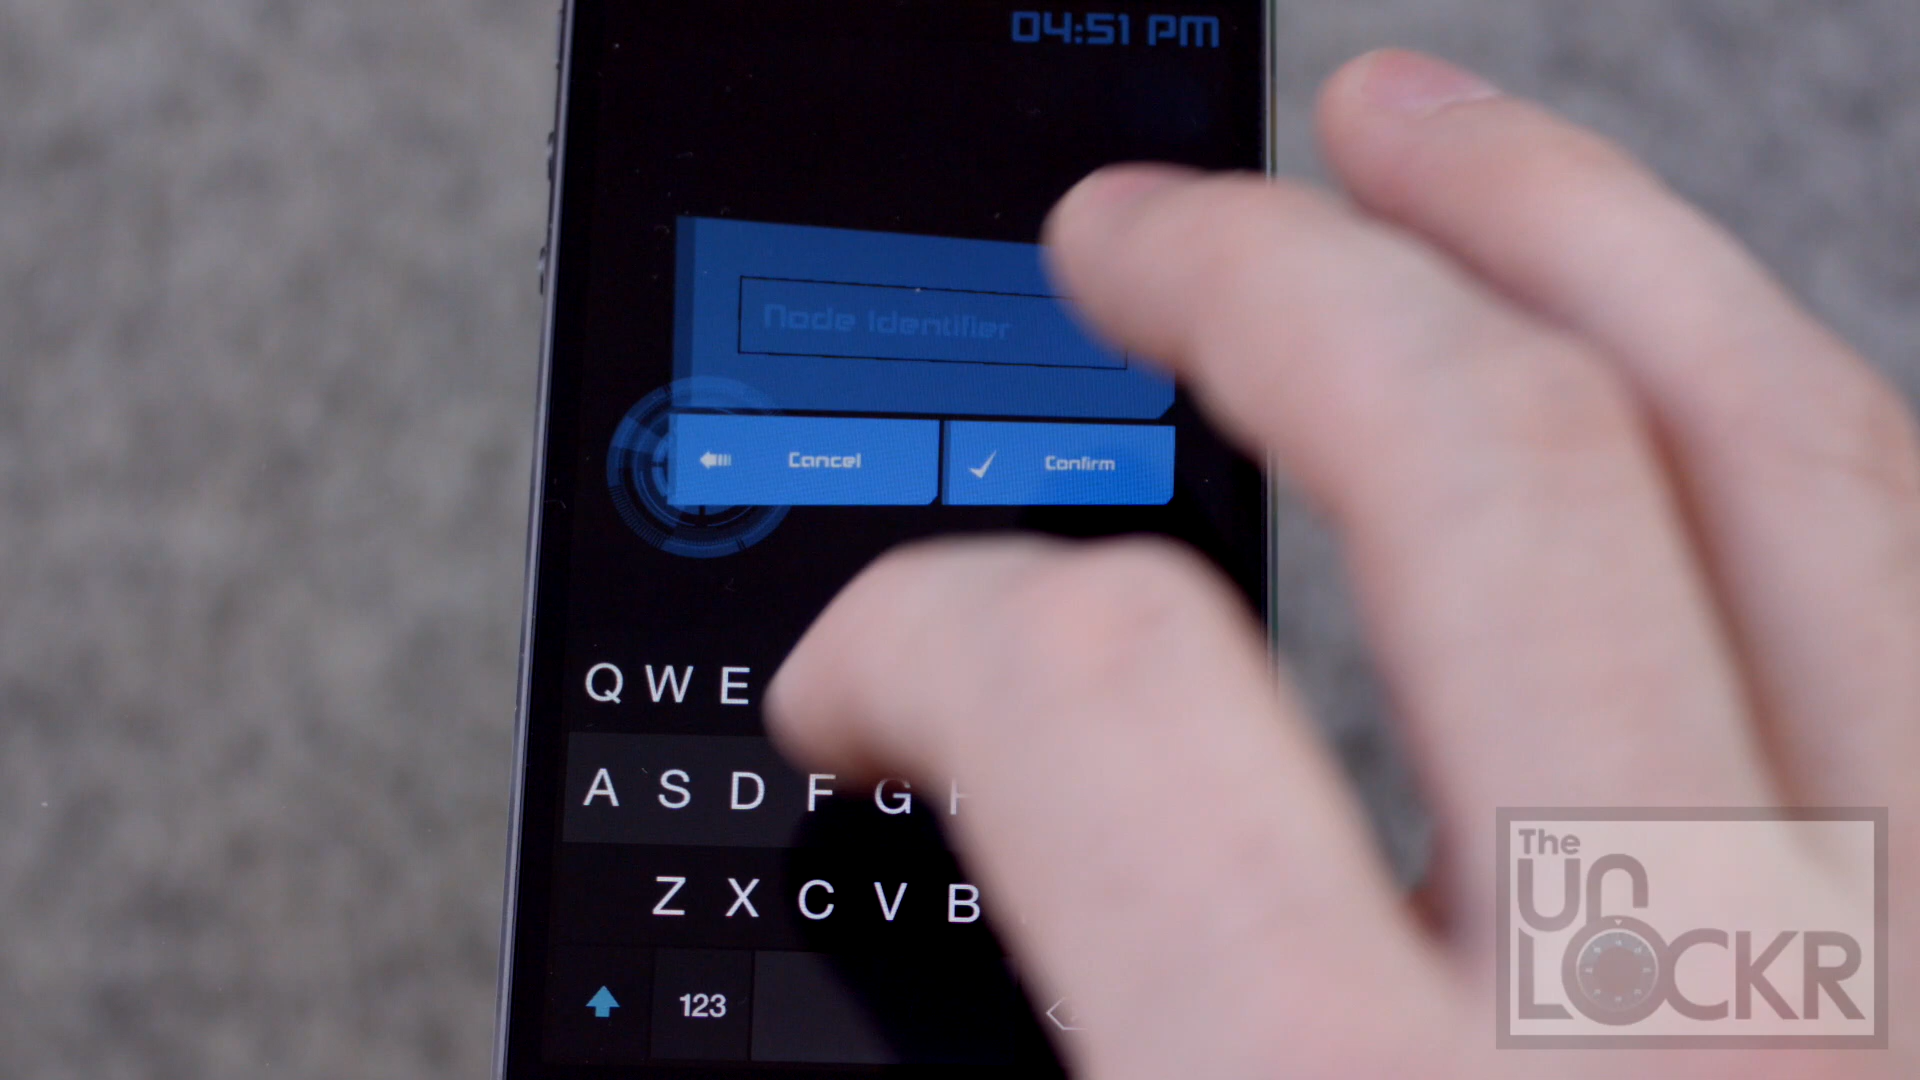 04:51 PM
Node Identifier
Cancel
Confirm
Q W E
A S D F G
Z X C V B
123
The
UNLOCKR